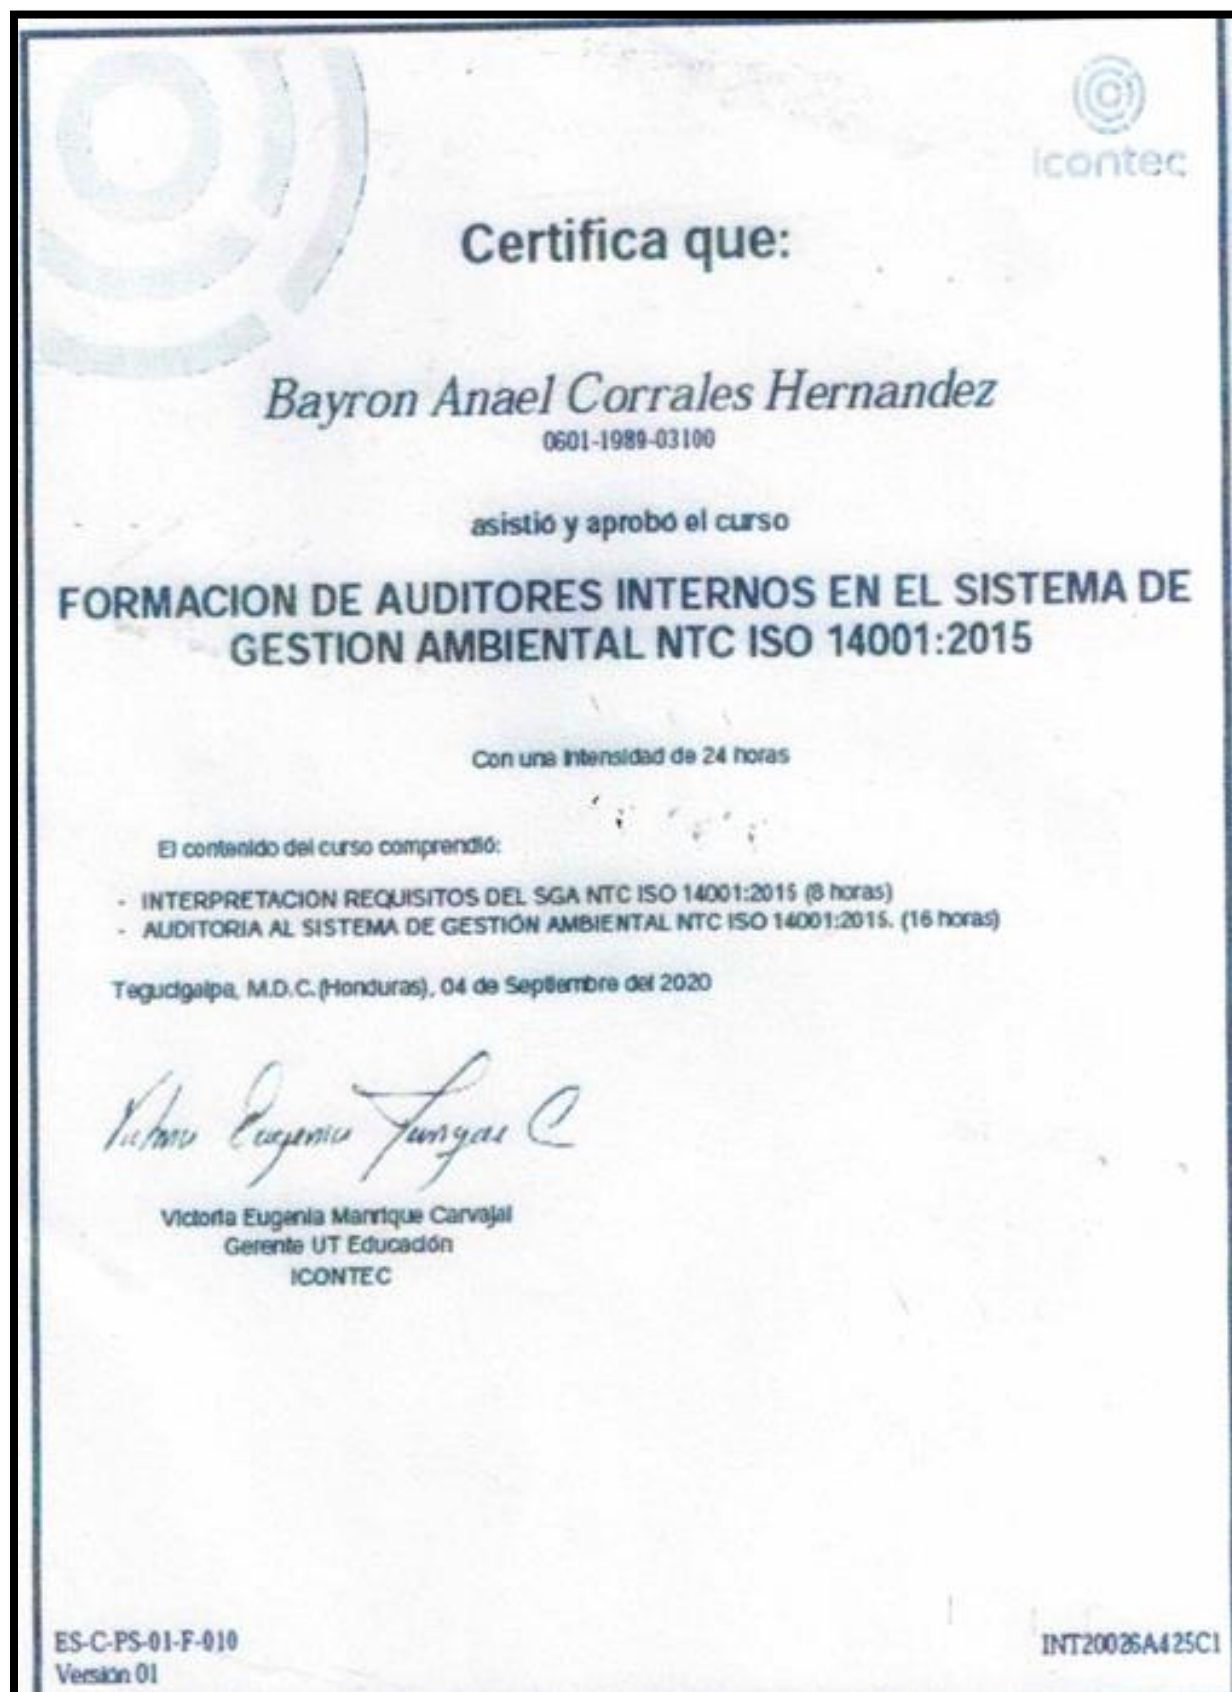 icontec
Certifica que:
Bayron Anael Corrales Hernandez
0601-1989-03100
asistió y aprobó el curso
FORMACION DE AUDITORES INTERNOS EN EL SISTEMA DE
GESTION AMBIENTAL NTC ISO 14001:2015
Con una Intensidad de 24 horas
El contenido del curso comprendió:
- INTERPRETACION REQUISITOS DEL SGA NTC ISO 14001:2015 (8 horas)
- AUDITORIA AL SISTEMA DE GESTIÓN AMBIENTAL NTC ISO 14001:2015. (16 horas)
Tegucigalpa, M.D.C. (Honduras), 04 de Septiembre del 2020
Victoria Eugenia Manrique Carvajal
Gerente UT Educación
ICONTEC
ES-C-PS-01-F-010
Versión 01
INT20026A425C1